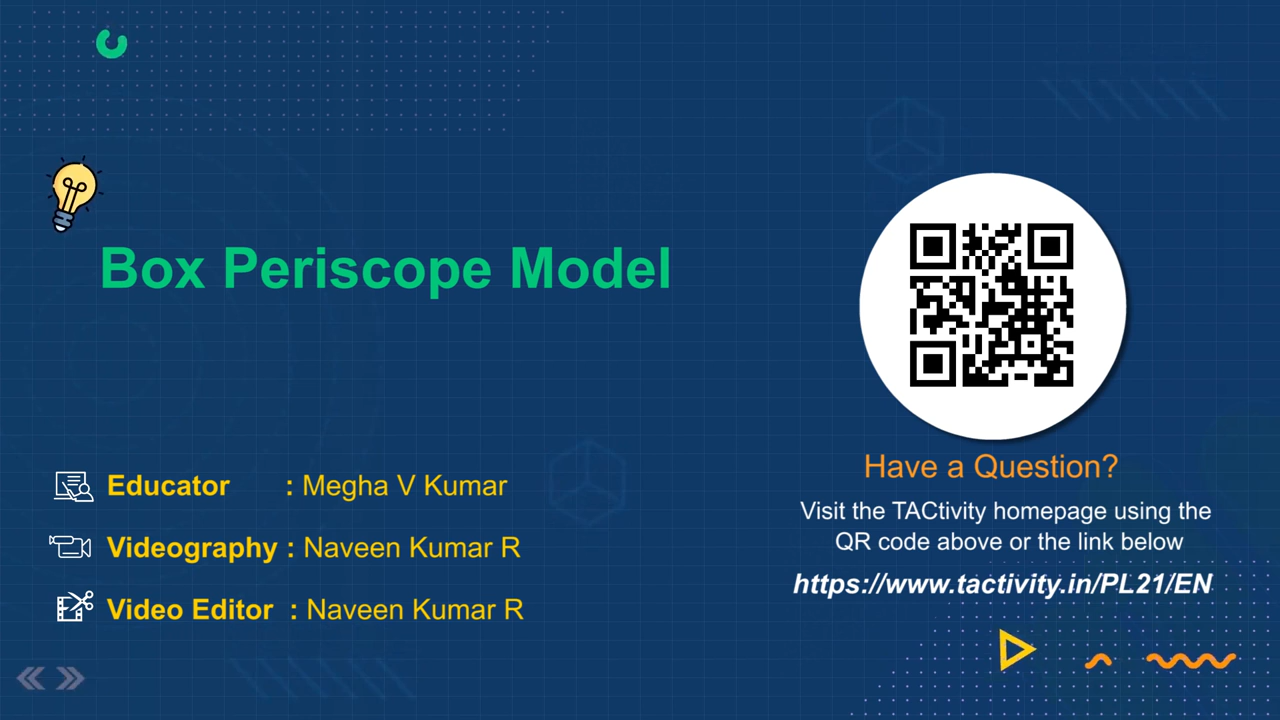 Box Periscope Model
Educator : Megha V Kumar
Videography : Naveen Kumar R
Video Editor : Naveen Kumar R
Have a Question?
Visit the TACtivity homepage using the
QR code above or the link below
https://www.tactivity.in/PL21/EN